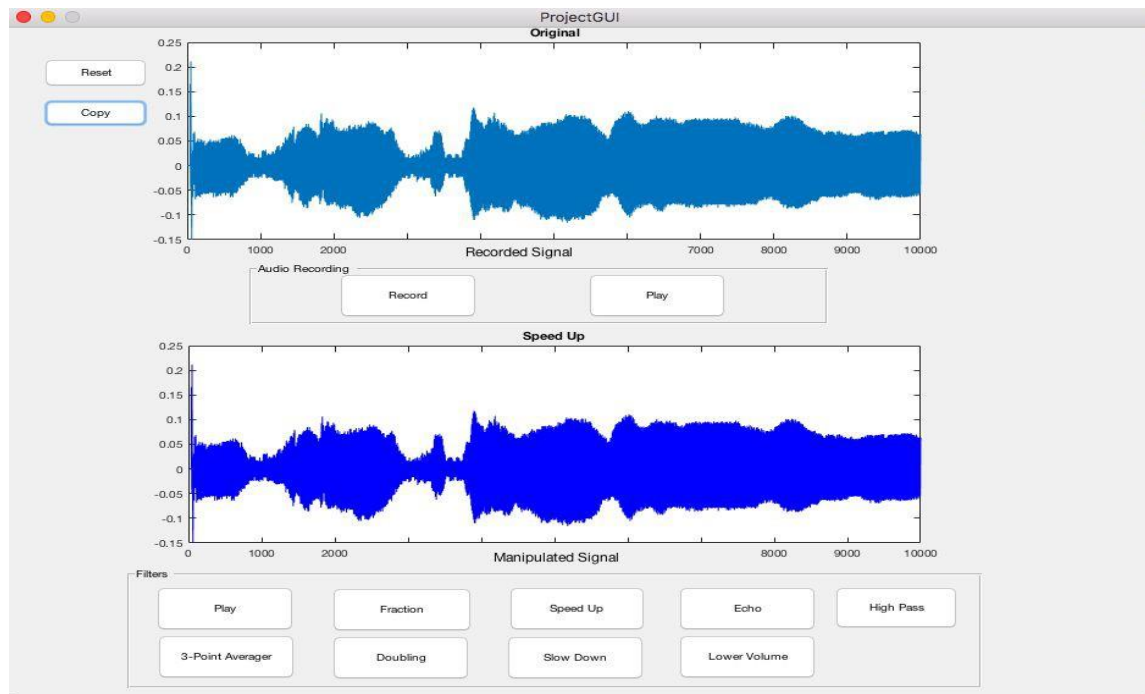 ProjectGUI
Original
Reset
Copy
0.25
0.2
0.15
0.1
0.05
0
-0.05
-0.1
-0.15
0 1000 2000 Recorded Signal 7000 8000 9000 10000
Audio Recording
Record Play
Speed Up
0.25
0.2
0.15
0.1
0.05
0
-0.05
-0.1
-0.15
0 1000 2000 Manipulated Signal 8000 9000 10000
Filters
Play Fraction Speed Up Echo High Pass
3-Point Averager Doubling Slow Down Lower Volume